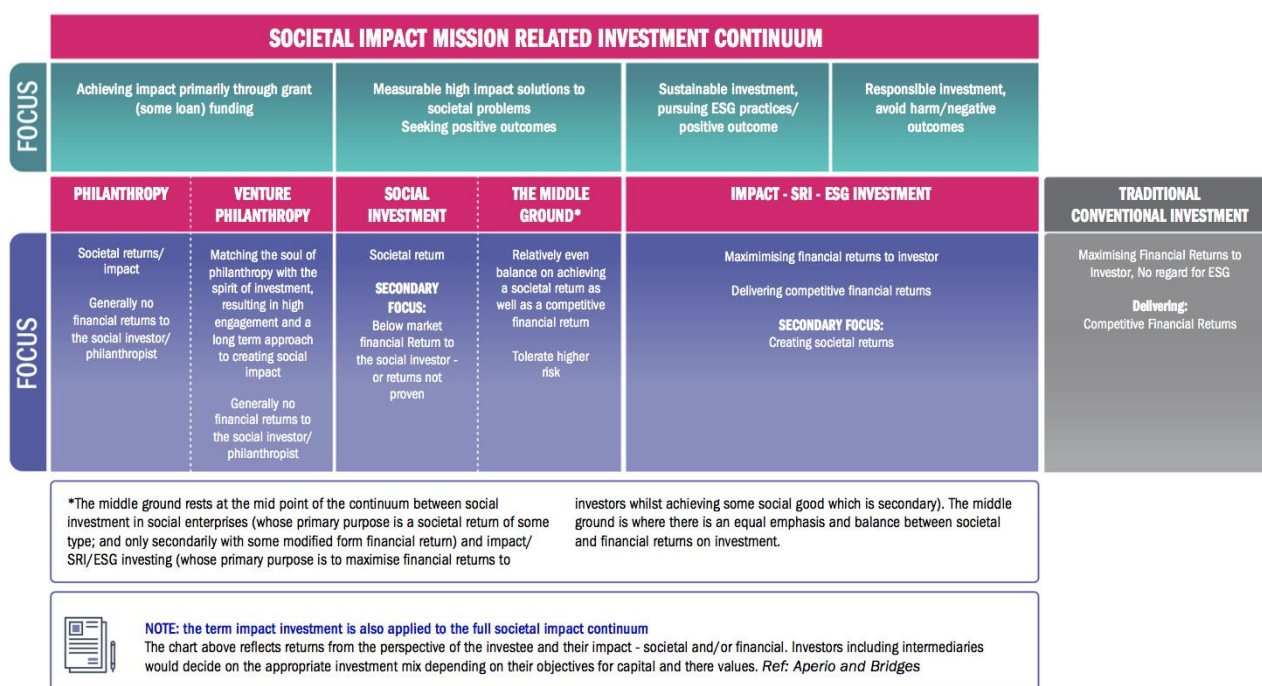 SOCIETAL IMPACT MISSION RELATED INVESTMENT CONTINUUM
FOCUS
Achieving impact primarily through grant
(some loan) funding
Measurable high impact solutions to
societal problems
Seeking positive outcomes
Sustainable investment,
pursuing ESG practices/
positive outcome
Responsible investment,
avoid harm/negative
outcomes
PHILANTHROPY
VENTURE
PHILANTHROPY
SOCIAL
INVESTMENT
THE MIDDLE
GROUND*
IMPACT - SRI - ESG INVESTMENT
TRADITIONAL
CONVENTIONAL INVESTMENT
FOCUS
Societal returns/
impact
Generally no
financial returns to
the social investor/
philanthropist
Matching the soul of
philanthropy with the
spirit of investment,
resulting in high
engagement and a
long term approach
to creating social
impact
Generally no
financial returns to
the social investor/
philanthropist
Societal return
SECONDARY
FOCUS:
Below market
financial Return to
the social investor -
or returns not
proven
Relatively even
balance on achieving
a societal return as
well as a competitive
financial return
Tolerate higher
risk
Maximimising financial returns to investor
Delivering competitive financial returns
SECONDARY FOCUS:
Creating societal returns
Maximising Financial Returns to
Investor, No regard for ESG
Delivering:
Competitive Financial Returns
*The middle ground rests at the mid point of the continuum between social
investment in social enterprises (whose primary purpose is a societal return of some
type; and only secondarily with some modified form financial return) and impact/
SRI/ESG investing (whose primary purpose is to maximise financial returns to
investors whilst achieving some social good which is secondary). The middle
ground is where there is an equal emphasis and balance between societal
and financial returns on investment.
NOTE: the term impact investment is also applied to the full societal impact continuum
The chart above reflects returns from the perspective of the investee and their impact - societal and/or financial. Investors including intermediaries
would decide on the appropriate investment mix depending on their objectives for capital and there values. Ref: Aperio and Bridges